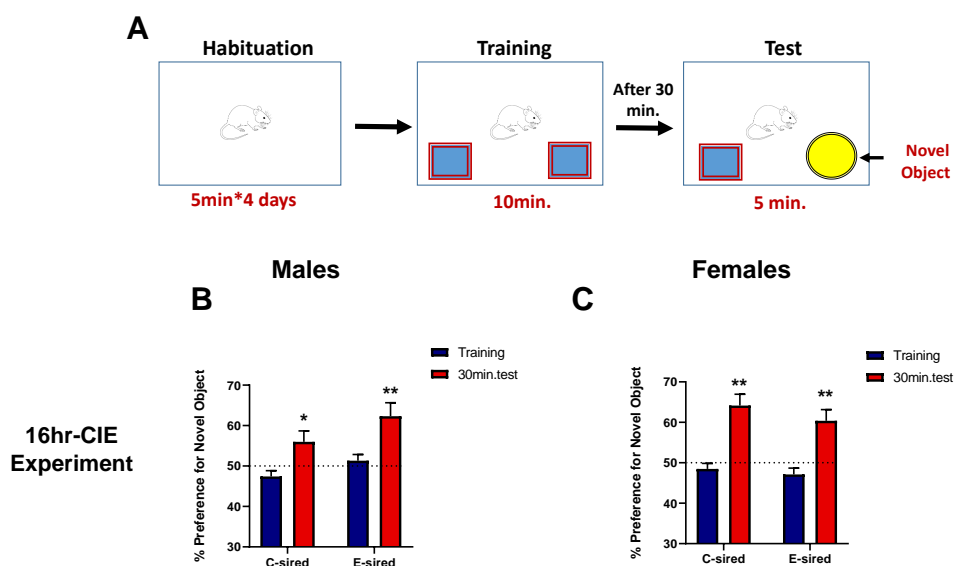 A
Habituation
Training
Test
After 30
min.
Novel
Object
5min*4 days
10min.
5 min.
Males
Females
B
C
Training
30min.test
Training
30min.test
16hr-CIE
Experiment
% Preference for Novel Object
70
60
50
40
30
*
**
C-sired
E-sired
% Preference for Novel Object
70
60
50
40
30
**
**
C-sired
E-sired